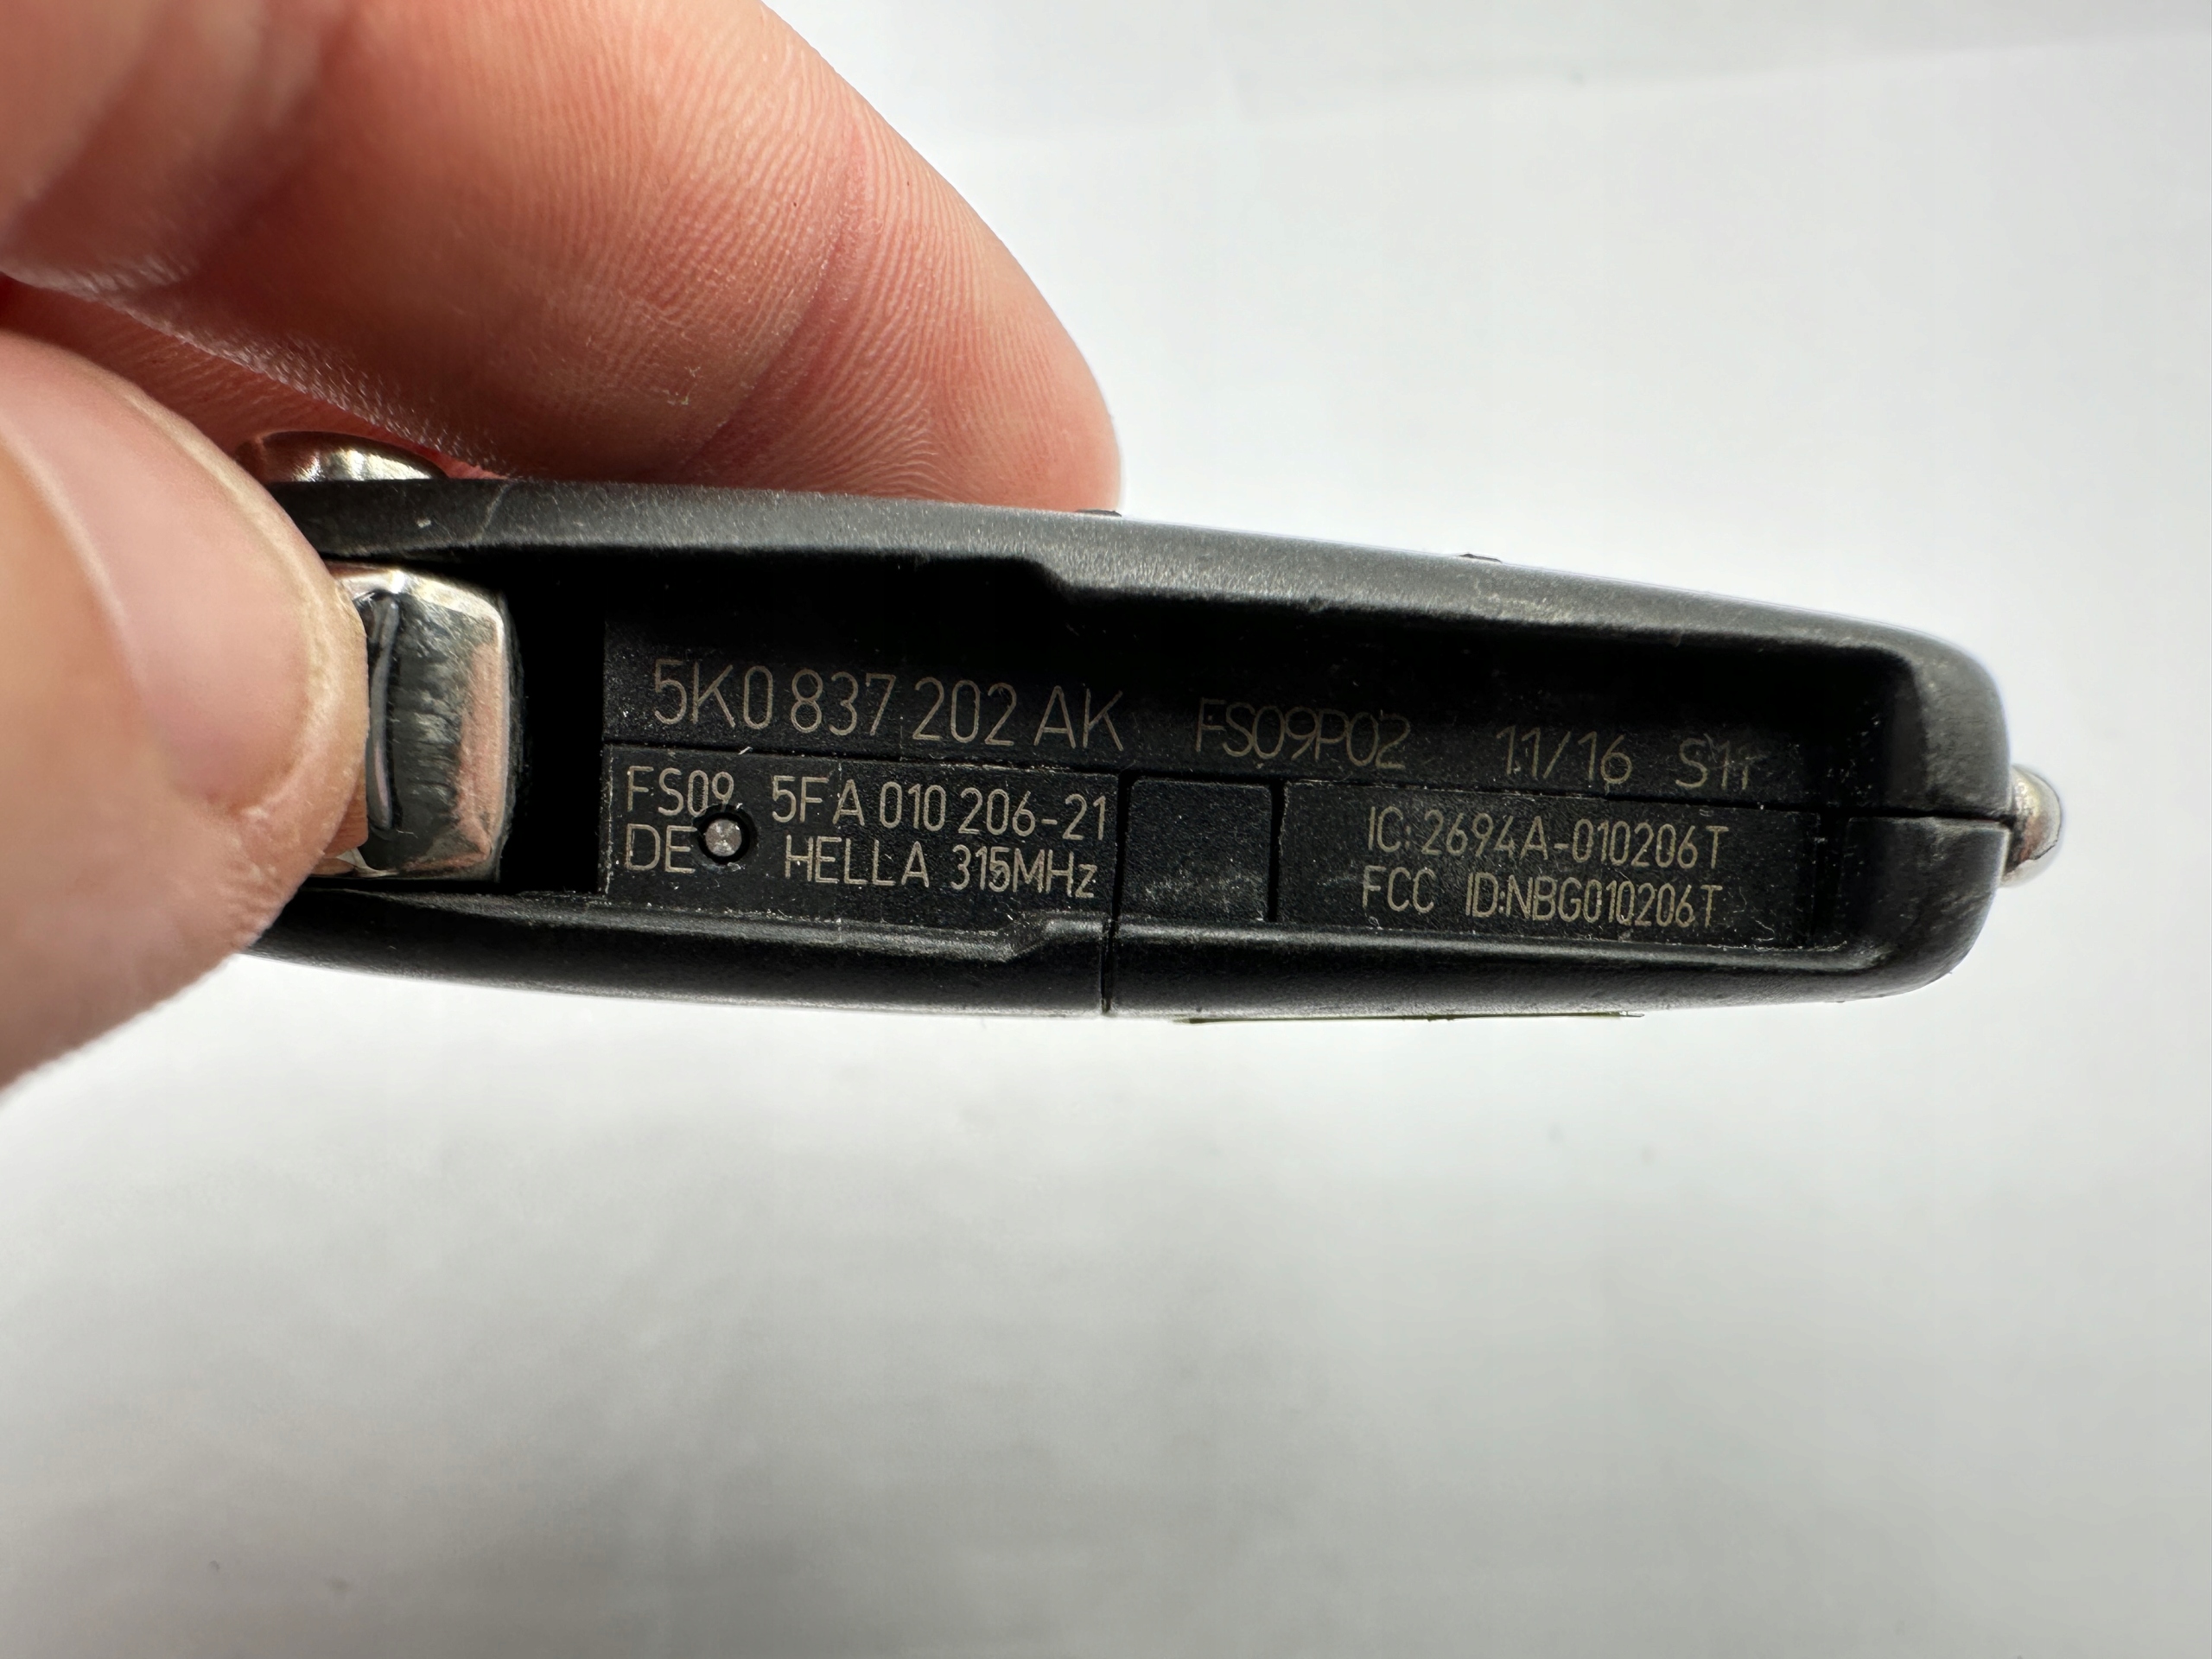 5K0 837 202 AK FS09P02 11/16 S1T
FS09 5FA 010 206-21
DE HELLA 315MHz
IC: 2694A-010206T
FCC ID:NBG010206T